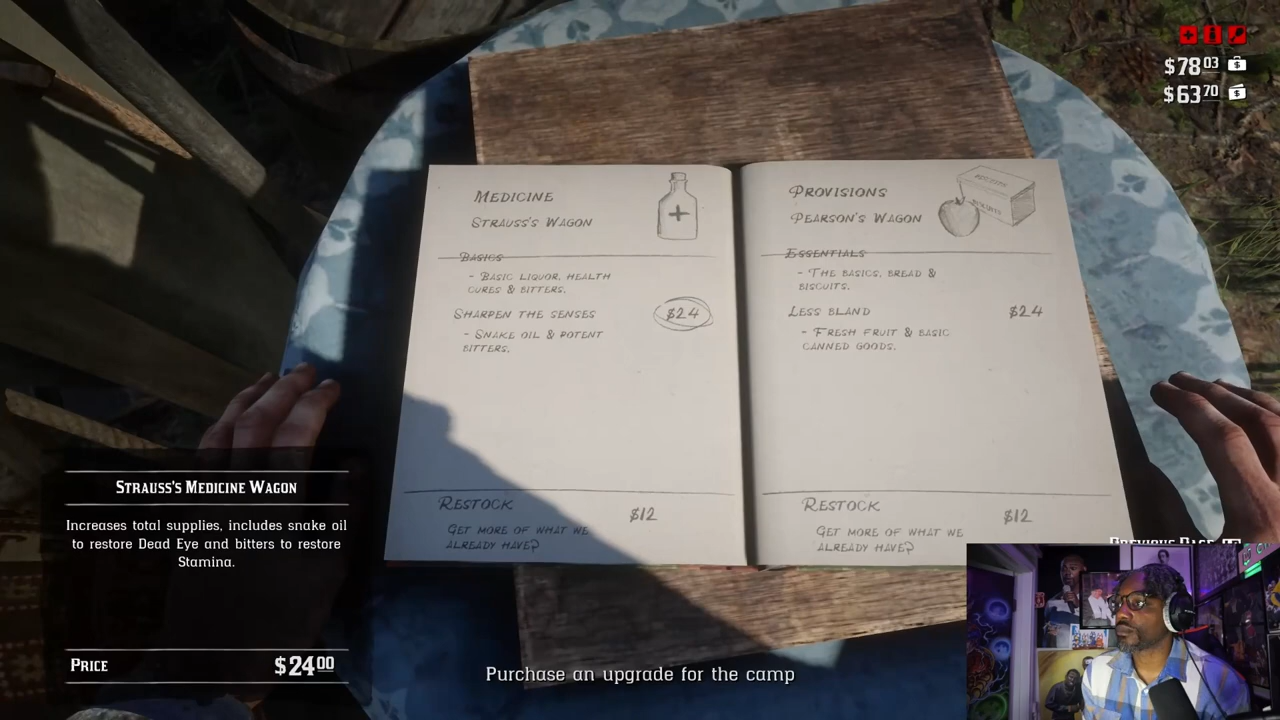 $78 03
$63 70
MEDICINE
STRAUSS'S WAGON
BASICS
- BASIC LIQUOR, HEALTH
CURES & BITTERS.
SHARPEN THE SENSES
$24
- SNAKE OIL & POTENT
BITTERS.
RESTOCK
$12
GET MORE OF WHAT WE
ALREADY HAVE?
PROVISIONS
PEARSON'S WAGON
ESSENTIALS
- THE BASICS, BREAD &
BISCUITS.
LESS BLAND
$24
- FRESH FRUIT & BASIC
CANNED GOODS.
RESTOCK
$12
GET MORE OF WHAT WE
ALREADY HAVE?
STRAUSS'S MEDICINE WAGON
Increases total supplies, includes snake oil
to restore Dead Eye and bitters to restore
Stamina.
PRICE $24 00
Purchase an upgrade for the camp